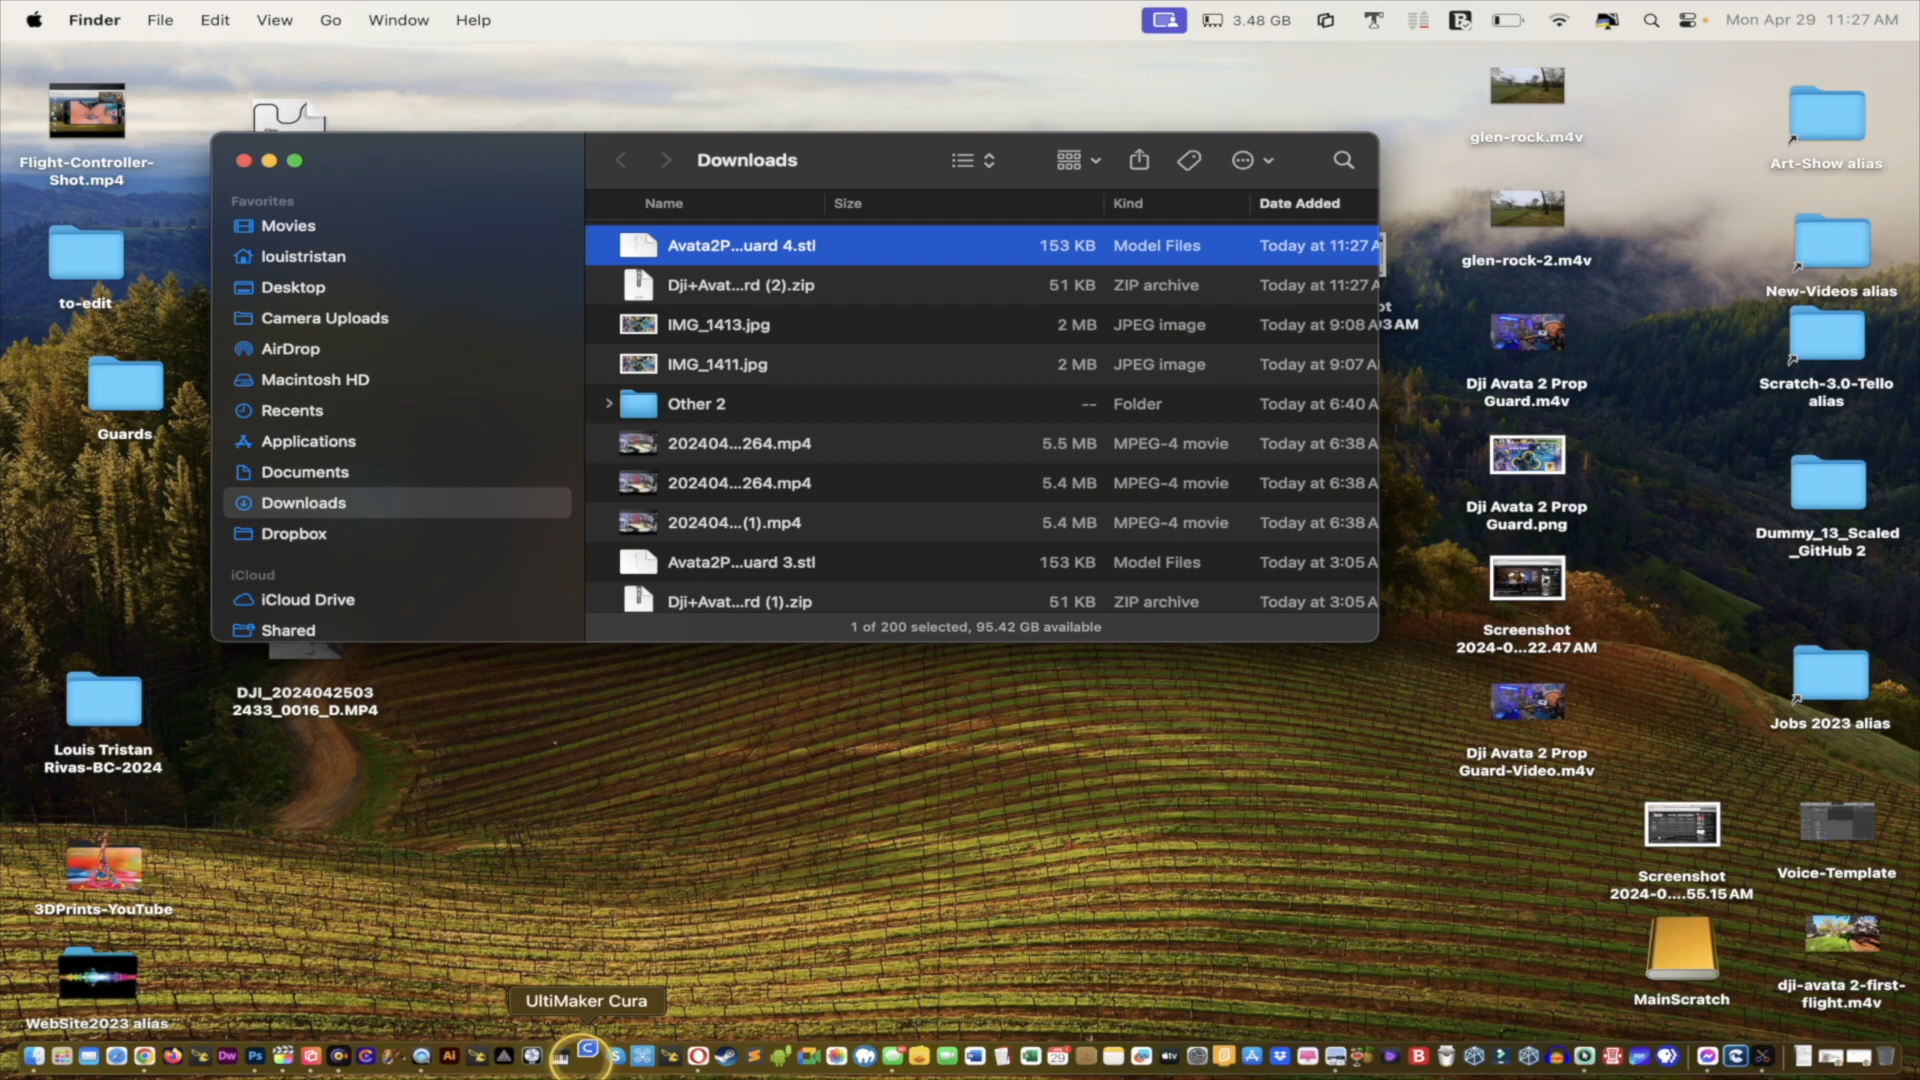 Finder File Edit View Go Window Help
3.48 GB
Mon Apr 29 11:27 AM
Flight-Controller-
Shot.mp4
to-edit
Guards
DJI_2024042503
2433_0016_D.MP4
Louis Tristan
Rivas-BC-2024
3DPrints-YouTube
WebSite2023 alias
Favorites
Movies
louistristan
Desktop
Camera Uploads
AirDrop
Macintosh HD
Recents
Applications
Documents
Downloads
Dropbox
iCloud
iCloud Drive
Shared
Downloads
Name Size Kind Date Added
Avata2P...uard 4.stl 153 KB Model Files Today at 11:27 A
Dji+Avat...rd (2).zip 51 KB ZIP archive Today at 11:27 A
IMG_1413.jpg 2 MB JPEG image Today at 9:08 A
IMG_1411.jpg 2 MB JPEG image Today at 9:07 A
Other 2 -- Folder Today at 6:40 A
202404...264.mp4 5.5 MB MPEG-4 movie Today at 6:38 A
202404...264.mp4 5.4 MB MPEG-4 movie Today at 6:38 A
202404...(1).mp4 5.4 MB MPEG-4 movie Today at 6:38 A
Avata2P...uard 3.stl 153 KB Model Files Today at 3:05 A
Dji+Avat...rd (1).zip 51 KB ZIP archive Today at 3:05 A
1 of 200 selected, 95.42 GB available
glen-rock.m4v
glen-rock-2.m4v
Dji Avata 2 Prop
Guard.m4v
Dji Avata 2 Prop
Guard.png
Screenshot
2024-0...22.47 AM
Dji Avata 2 Prop
Guard-Video.m4v
Screenshot
2024-0....55.15 AM
MainScratch
Art-Show alias
New-Videos alias
Scratch-3.0-Tello
alias
Dummy_13_Scaled
_GitHub 2
Jobs 2023 alias
Voice-Template
dji-avata 2-first-
flight.m4v
UltiMaker Cura
Dw Ps Ai
29
tv